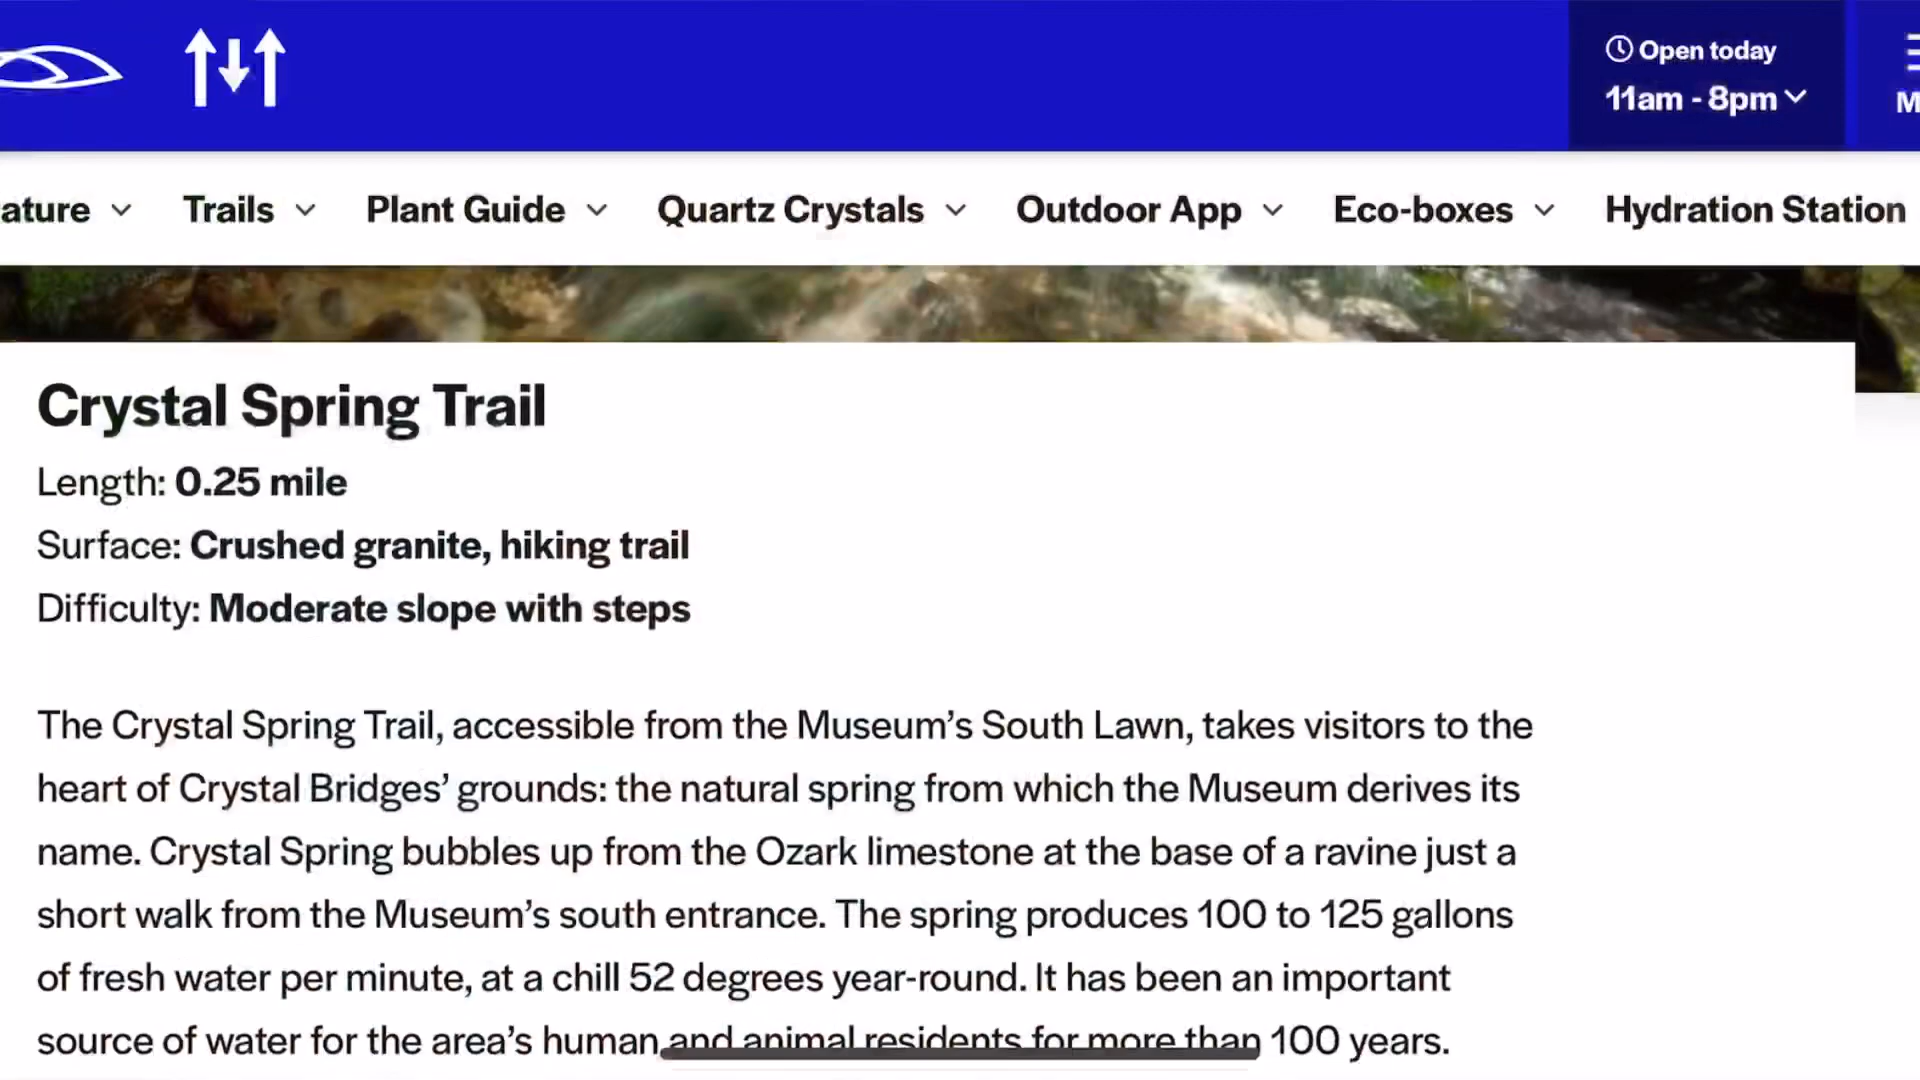 Open today
11am - 8pm
M
ature
Trails
Plant Guide
Quartz Crystals
Outdoor App
Eco-boxes
Hydration Station
Crystal Spring Trail
Length: 0.25 mile
Surface: Crushed granite, hiking trail
Difficulty: Moderate slope with steps
The Crystal Spring Trail, accessible from the Museum’s South Lawn, takes visitors to the
heart of Crystal Bridges’ grounds: the natural spring from which the Museum derives its
name. Crystal Spring bubbles up from the Ozark limestone at the base of a ravine just a
short walk from the Museum’s south entrance. The spring produces 100 to 125 gallons
of fresh water per minute, at a chill 52 degrees year-round. It has been an important
source of water for the area’s human and animal residents for more than 100 years.